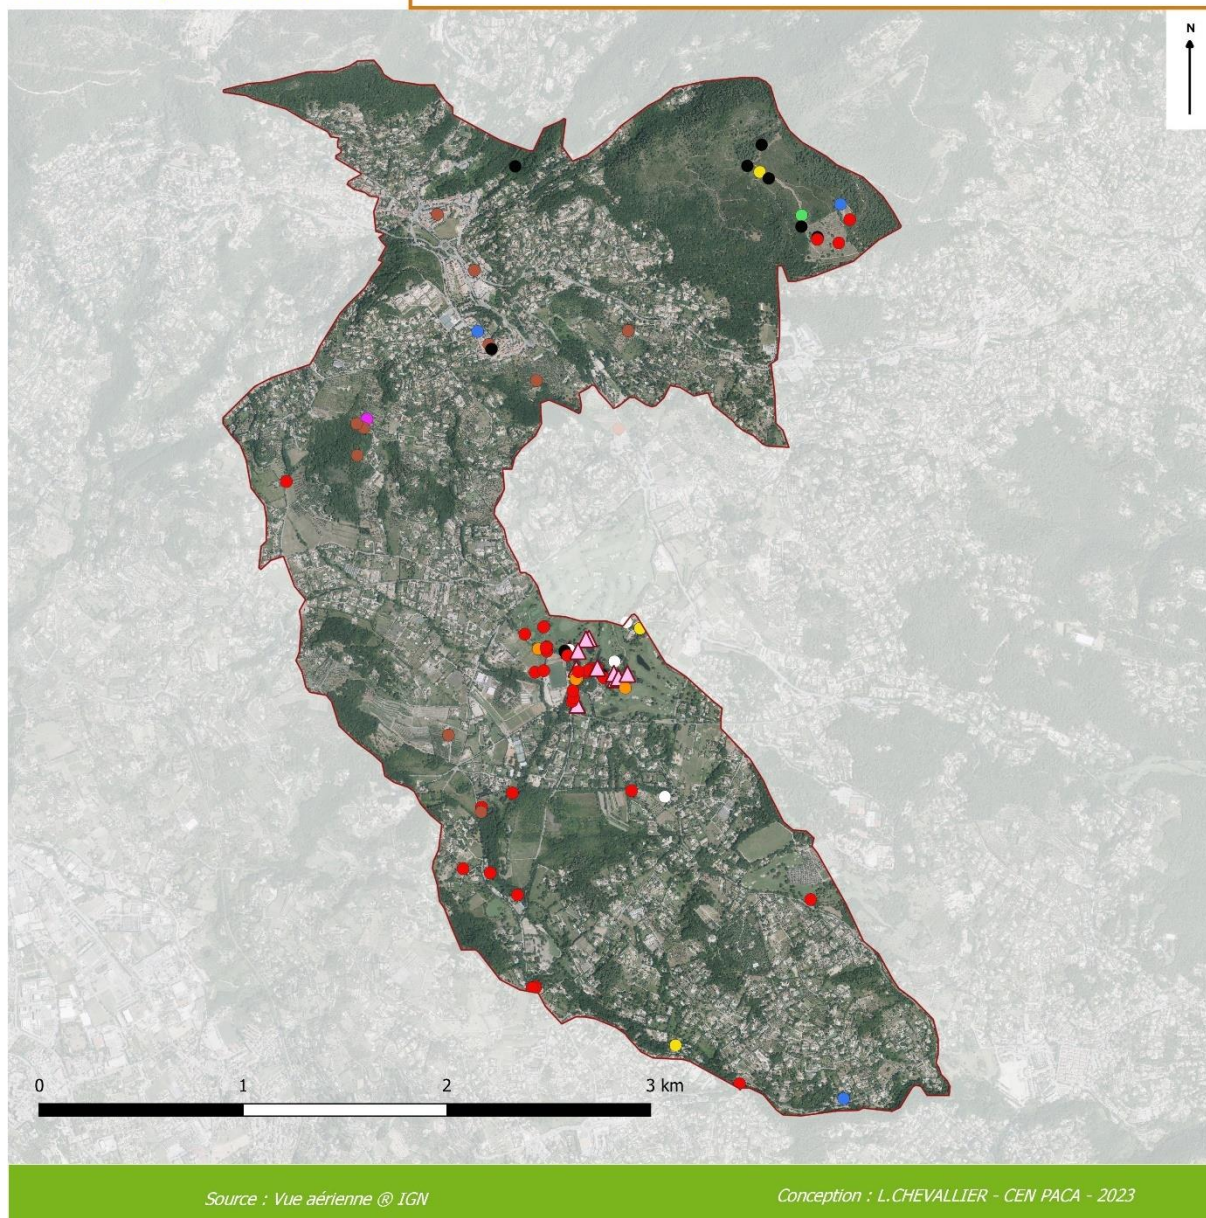 N
0 1 2 3 km
Source : Vue aérienne ® IGN Conception : L.CHEVALLIER - CEN PACA - 2023